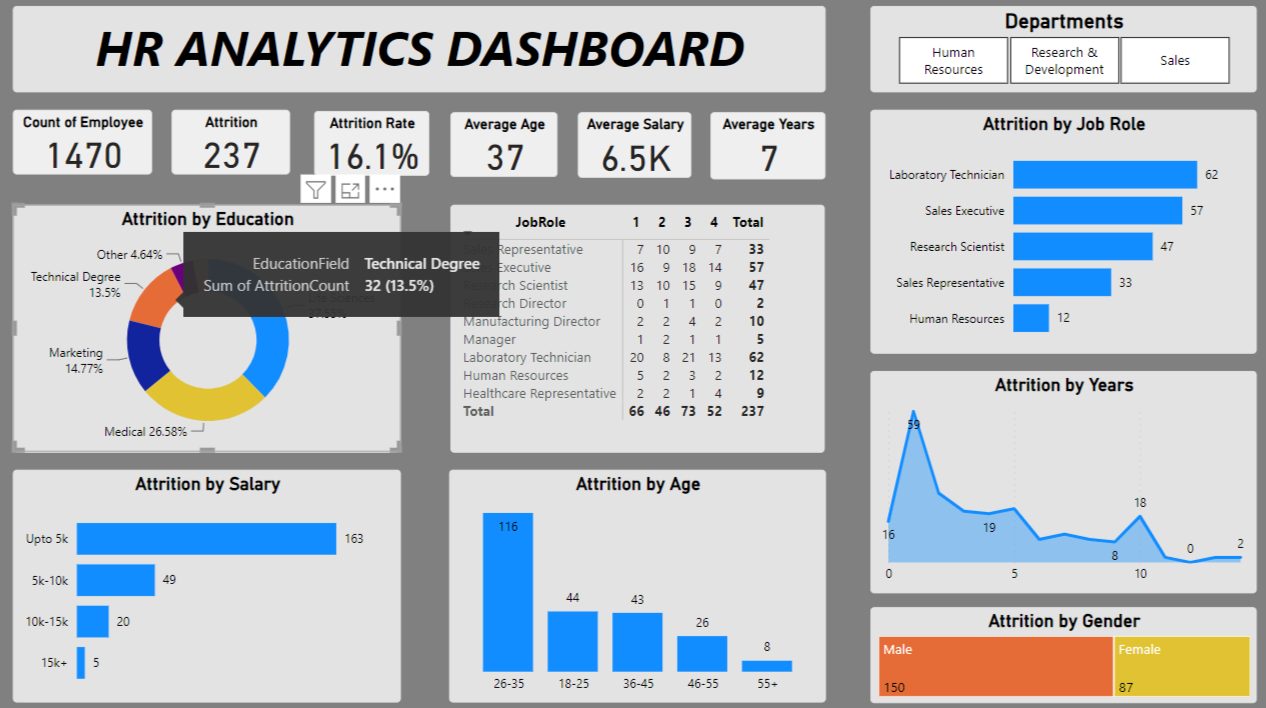 HR ANALYTICS DASHBOARD
Departments
Human
Resources
Research &
Development
Sales
Count of Employee
1470
Attrition
237
Attrition Rate
16.1%
Average Age
37
Average Salary
6.5K
Average Years
7
Attrition by Education
Other 4.64%
Technical Degree
13.5%
Marketing
14.77%
Medical 26.58%
Life Sciences
EducationField Technical Degree
Sum of AttritionCount 32 (13.5%)
JobRole 1 2 3 4 Total
Sales Representative 7 10 9 7 33
Executive 16 9 18 14 57
Research Scientist 13 10 15 9 47
Research Director 0 1 1 0 2
Manufacturing Director 2 2 4 2 10
Manager 1 2 1 1 5
Laboratory Technician 20 8 21 13 62
Human Resources 5 2 3 2 12
Healthcare Representative 2 2 1 4 9
Total 66 46 73 52 237
Attrition by Job Role
Laboratory Technician 62
Sales Executive 57
Research Scientist 47
Sales Representative 33
Human Resources 12
Attrition by Years
59
16
19
8
18
0
2
0 5 10
Attrition by Salary
Upto 5k 163
5k-10k 49
10k-15k 20
15k+ 5
Attrition by Age
116
44
43
26
8
26-35 18-25 36-45 46-55 55+
Attrition by Gender
Male
150
Female
87